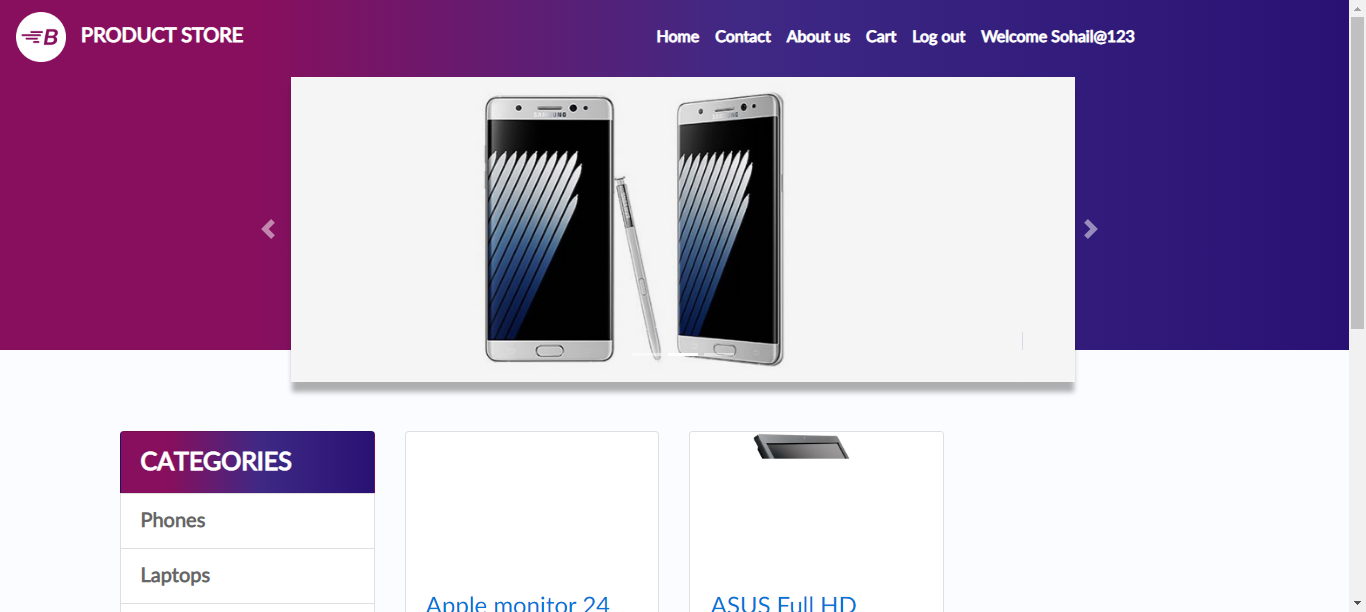 B PRODUCT STORE
Home Contact About us Cart Log out Welcome Sohail@123
SAMSUNG SAMSUNG
CATEGORIES
Phones
Laptops
Apple monitor 24
ASUS Full HD